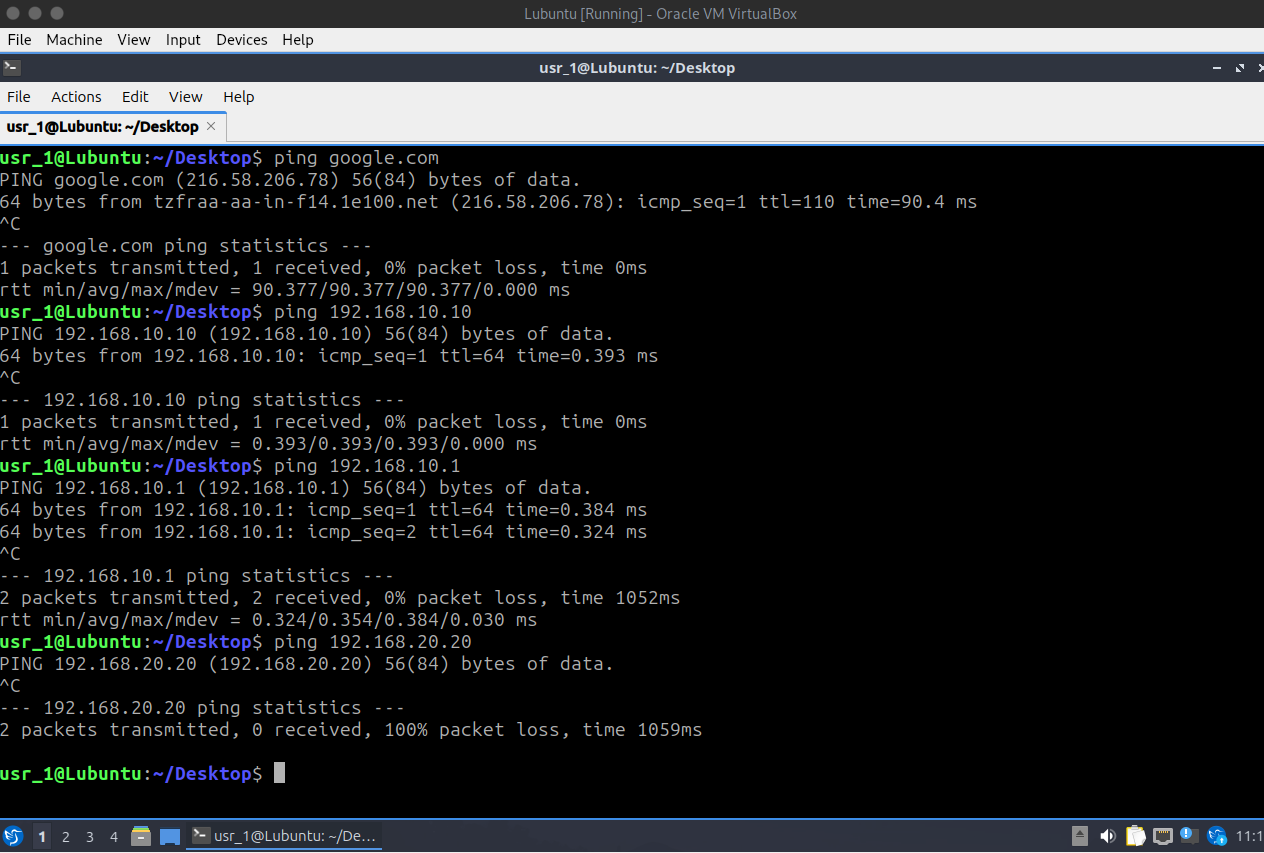 Lubuntu [Running] - Oracle VM VirtualBox
File Machine View Input Devices Help
usr_1@Lubuntu: ~/Desktop
File Actions Edit View Help
usr_1@Lubuntu: ~/Desktop ×
usr_1@Lubuntu:~/Desktop$ ping google.com
PING google.com (216.58.206.78) 56(84) bytes of data.
64 bytes from tzfraa-aa-in-f14.1e100.net (216.58.206.78): icmp_seq=1 ttl=110 time=90.4 ms
^C
--- google.com ping statistics ---
1 packets transmitted, 1 received, 0% packet loss, time 0ms
rtt min/avg/max/mdev = 90.377/90.377/90.377/0.000 ms
usr_1@Lubuntu:~/Desktop$ ping 192.168.10.10
PING 192.168.10.10 (192.168.10.10) 56(84) bytes of data.
64 bytes from 192.168.10.10: icmp_seq=1 ttl=64 time=0.393 ms
^C
--- 192.168.10.10 ping statistics ---
1 packets transmitted, 1 received, 0% packet loss, time 0ms
rtt min/avg/max/mdev = 0.393/0.393/0.393/0.000 ms
usr_1@Lubuntu:~/Desktop$ ping 192.168.10.1
PING 192.168.10.1 (192.168.10.1) 56(84) bytes of data.
64 bytes from 192.168.10.1: icmp_seq=1 ttl=64 time=0.384 ms
64 bytes from 192.168.10.1: icmp_seq=2 ttl=64 time=0.324 ms
^C
--- 192.168.10.1 ping statistics ---
2 packets transmitted, 2 received, 0% packet loss, time 1052ms
rtt min/avg/max/mdev = 0.324/0.354/0.384/0.030 ms
usr_1@Lubuntu:~/Desktop$ ping 192.168.20.20
PING 192.168.20.20 (192.168.20.20) 56(84) bytes of data.
^C
--- 192.168.20.20 ping statistics ---
2 packets transmitted, 0 received, 100% packet loss, time 1059ms
usr_1@Lubuntu:~/Desktop$
1 2 3 4 usr_1@Lubuntu: ~/De... 11:1